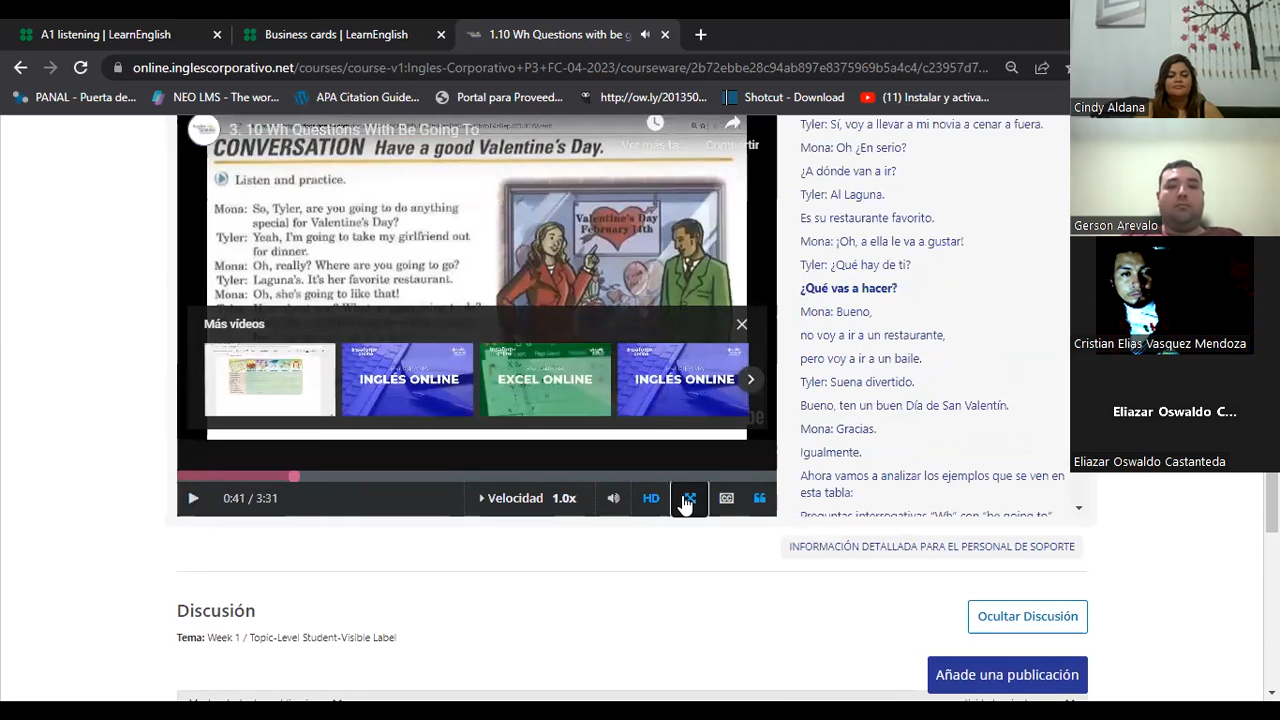 A1 listening | LearnEnglish
Business cards | LearnEnglish
1.10 Wh Questions with be g
online.inglescorporativo.net/courses/course-v1:Ingles-Corporativo+P3+FC-04-2023/courseware/2b72ebbe28c94ab897e8375969b5a4c4/c23957d7...
PANAL - Puerta de...
NEO LMS - The wor...
APA Citation Guide...
Portal para Proveed...
http://ow.ly/201350...
Shotcut - Download
(11) Instalar y activa...
3. 10 Wh Questions With Be Going To
Ver más ta...
Compartir
CONVERSATION Have a good Valentine's Day.
Listen and practice.
Mona: So, Tyler, are you going to do anything
special for Valentine's Day?
Tyler: Yeah, I'm going to take my girlfriend out
for dinner.
Mona: Oh, really? Where are you going to go?
Tyler: Laguna's. It's her favorite restaurant.
Mona: Oh, she's going to like that!
Valentine's Day
February 14th
Más vídeos
INGLÉS ONLINE
EXCEL ONLINE
INGLÉS ONLINE
0:41 / 3:31
Velocidad 1.0x
HD
Tyler: Sí, voy a llevar a mi novia a cenar a fuera.
Mona: Oh ¿En serio?
¿A dónde van a ir?
Tyler: Al Laguna.
Es su restaurante favorito.
Mona: ¡Oh, a ella le va a gustar!
Tyler: ¿Qué hay de ti?
¿Qué vas a hacer?
Mona: Bueno,
no voy a ir a un restaurante,
pero voy a ir a un baile.
Tyler: Suena divertido.
Bueno, ten un buen Día de San Valentín.
Mona: Gracias.
Igualmente.
Ahora vamos a analizar los ejemplos que se ven en
esta tabla:
Preguntas interrogativas "Wh" con "be going to"
INFORMACIÓN DETALLADA PARA EL PERSONAL DE SOPORTE
Discusión
Ocultar Discusión
Tema: Week 1 / Topic-Level Student-Visible Label
Añade una publicación
Cindy Aldana
Gerson Arevalo
Cristian Elias Vasquez Mendoza
Eliazar Oswaldo C...
Eliazar Oswaldo Castanteda